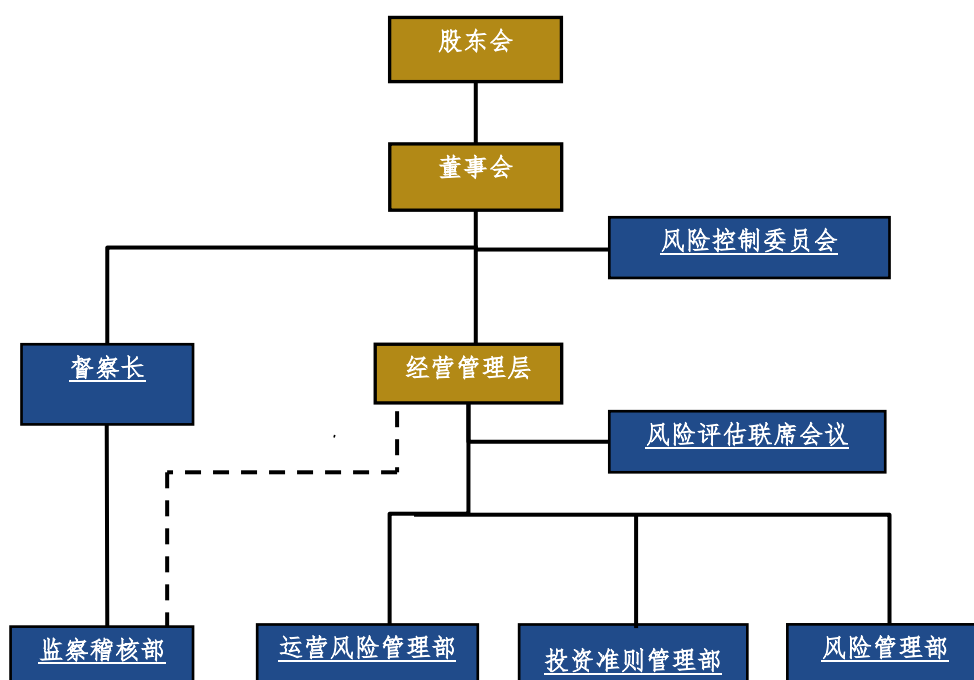 股东会
董事会
风险控制委员会
督察长
经营管理层
风险评估联席会议
监察稽核部
运营风险管理部
投资准则管理部
风险管理部